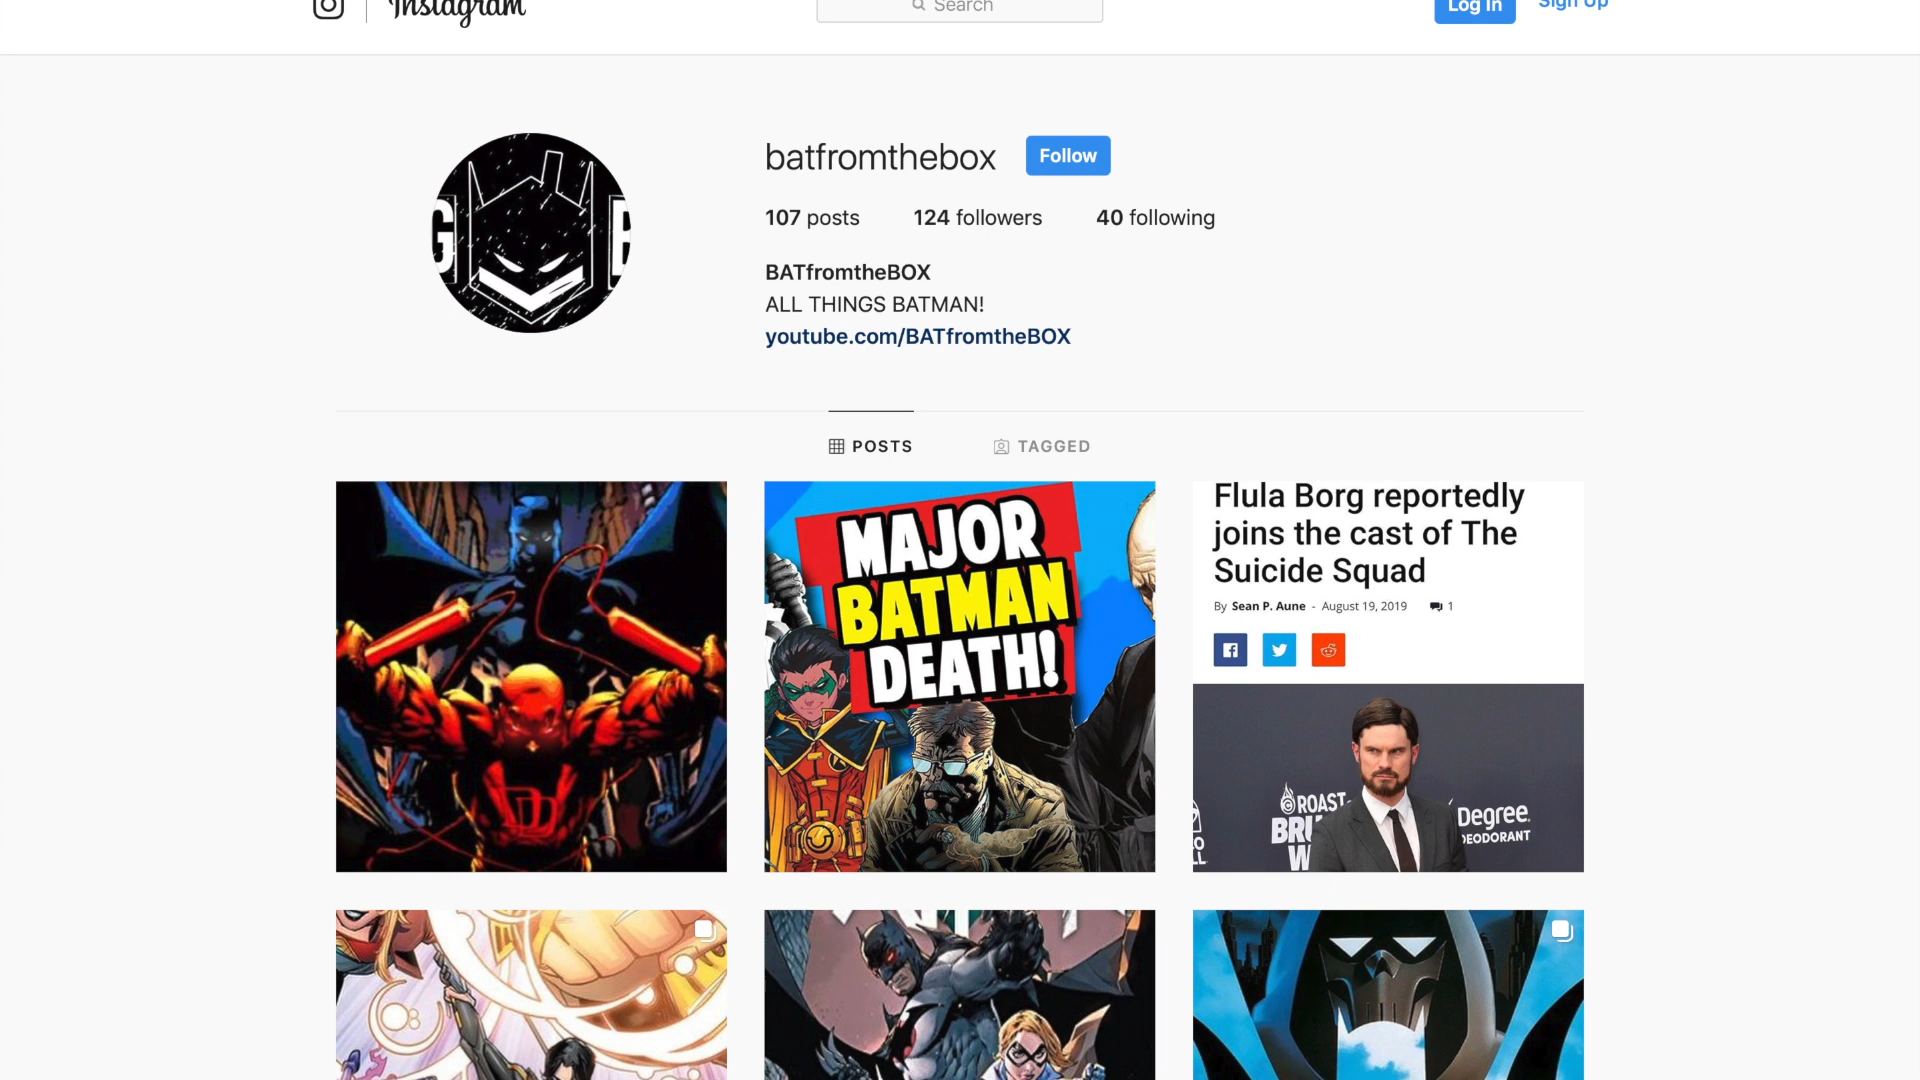 Instagram
Search
Log In
Sign Up
batfromthebox
Follow
107 posts
124 followers
40 following
BATfromtheBOX
ALL THINGS BATMAN!
youtube.com/BATfromtheBOX
POSTS
TAGGED
MAJOR
BATMAN
DEATH!
Flula Borg reportedly
joins the cast of The
Suicide Squad
By Sean P. Aune - August 19, 2019 1
ROAST
BRU
W
Degree
DEODORANT